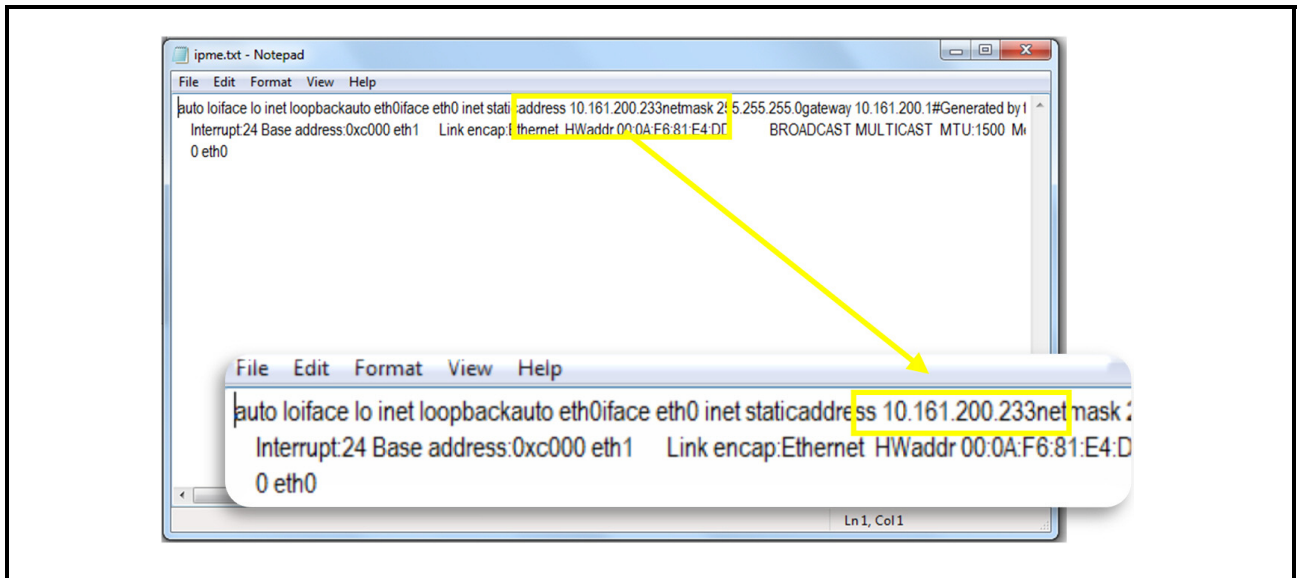 ipme.txt - Notepad
File Edit Format View Help
auto loiface lo inet loopbackauto eth0iface eth0 inet staticaddress 10.161.200.233netmask 255.255.255.0gateway 10.161.200.1#Generated by
Interrupt:24 Base address:0xc000 eth1 Link encap:Ethernet HWaddr 00:0A:F6:81:E4:DD BROADCAST MULTICAST MTU:1500
0 eth0
File Edit Format View Help
auto loiface lo inet loopbackauto eth0iface eth0 inet staticaddress 10.161.200.233netmask
Interrupt:24 Base address:0xc000 eth1 Link encap:Ethernet HWaddr 00:0A:F6:81:E4:D
0 eth0
Ln 1, Col 1